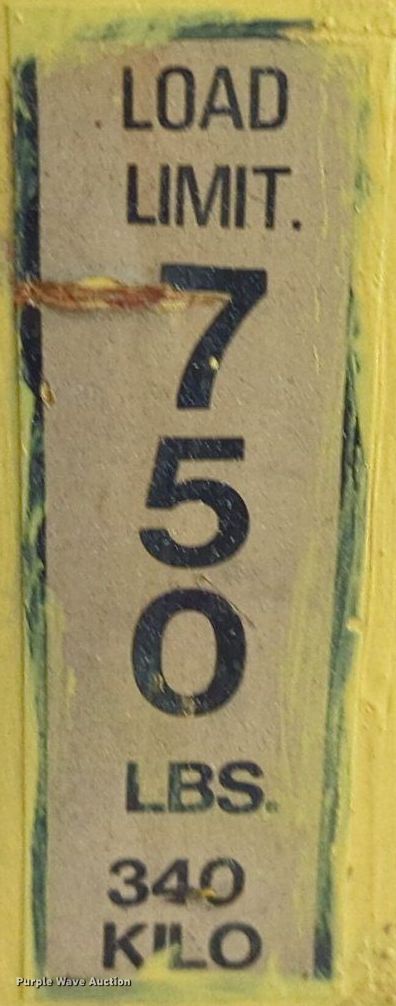 LOAD
LIMIT.
7
5
0
LBS.
340
KILO
Purple Wave Auction